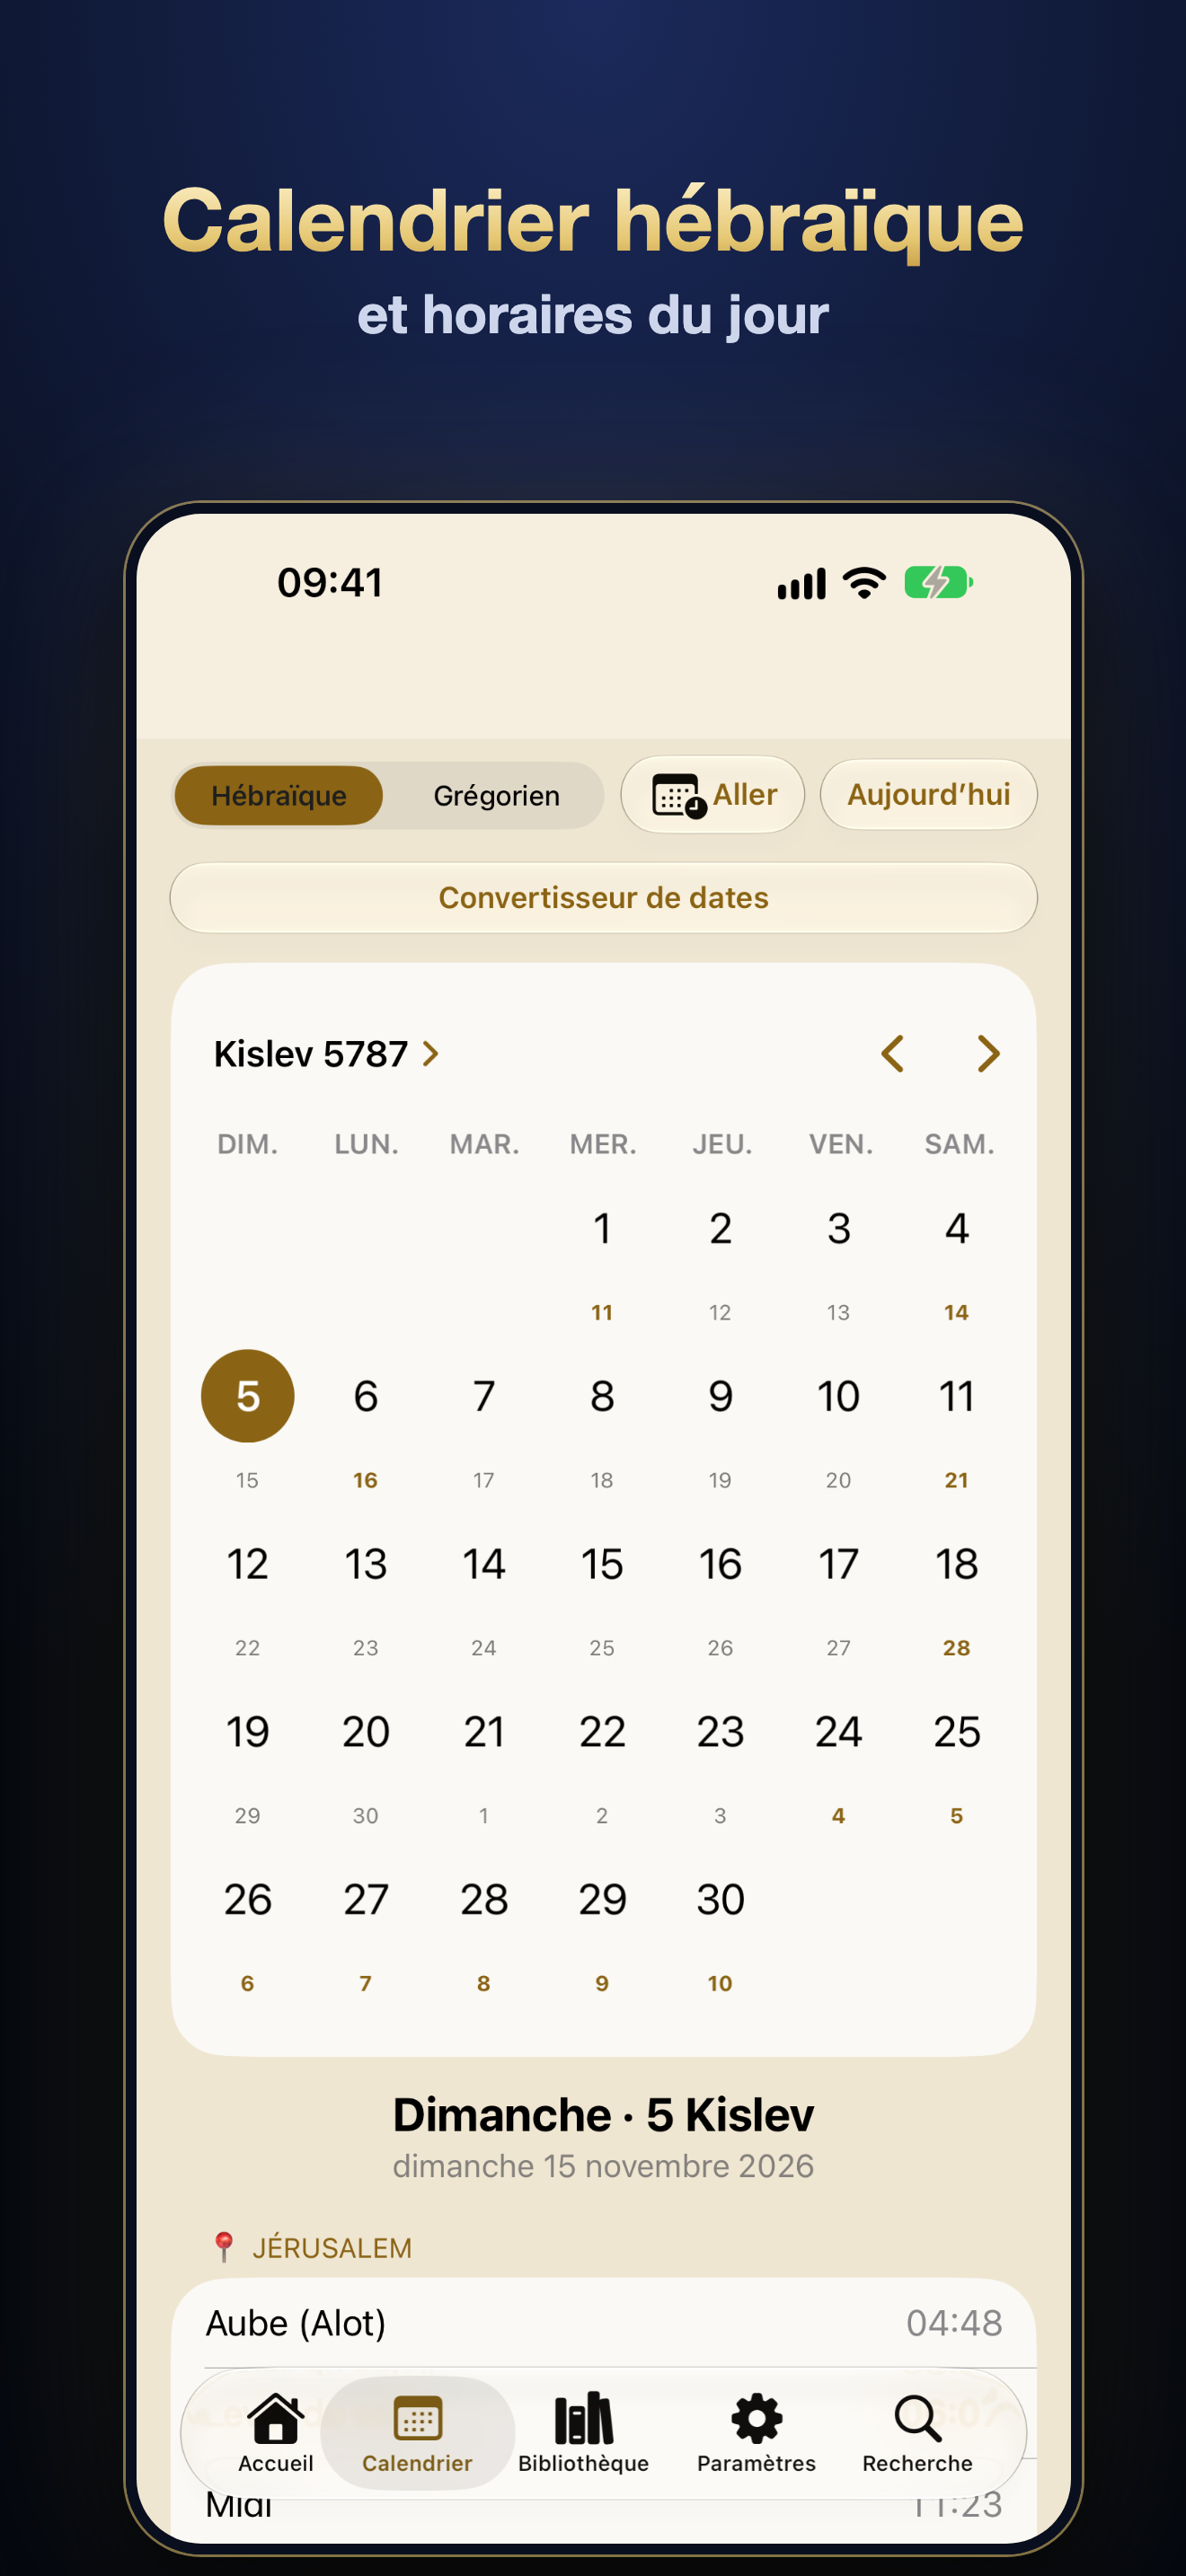 Calendrier hébraïque
et horaires du jour
09:41
Hébraïque Grégorien Aller Aujourd’hui
Convertisseur de dates
Kislev 5787
DIM. LUN. MAR. MER. JEU. VEN. SAM.
1 2 3 4
11 12 13 14
5 6 7 8 9 10 11
15 16 17 18 19 20 21
12 13 14 15 16 17 18
22 23 24 25 26 27 28
19 20 21 22 23 24 25
29 30 1 2 3 4 5
26 27 28 29 30
6 7 8 9 10
Dimanche · 5 Kislev
dimanche 15 novembre 2026
JÉRUSALEM
Aube (Alot) 04:48
Accueil Calendrier Bibliothèque Paramètres Recherche
Midi 11:23